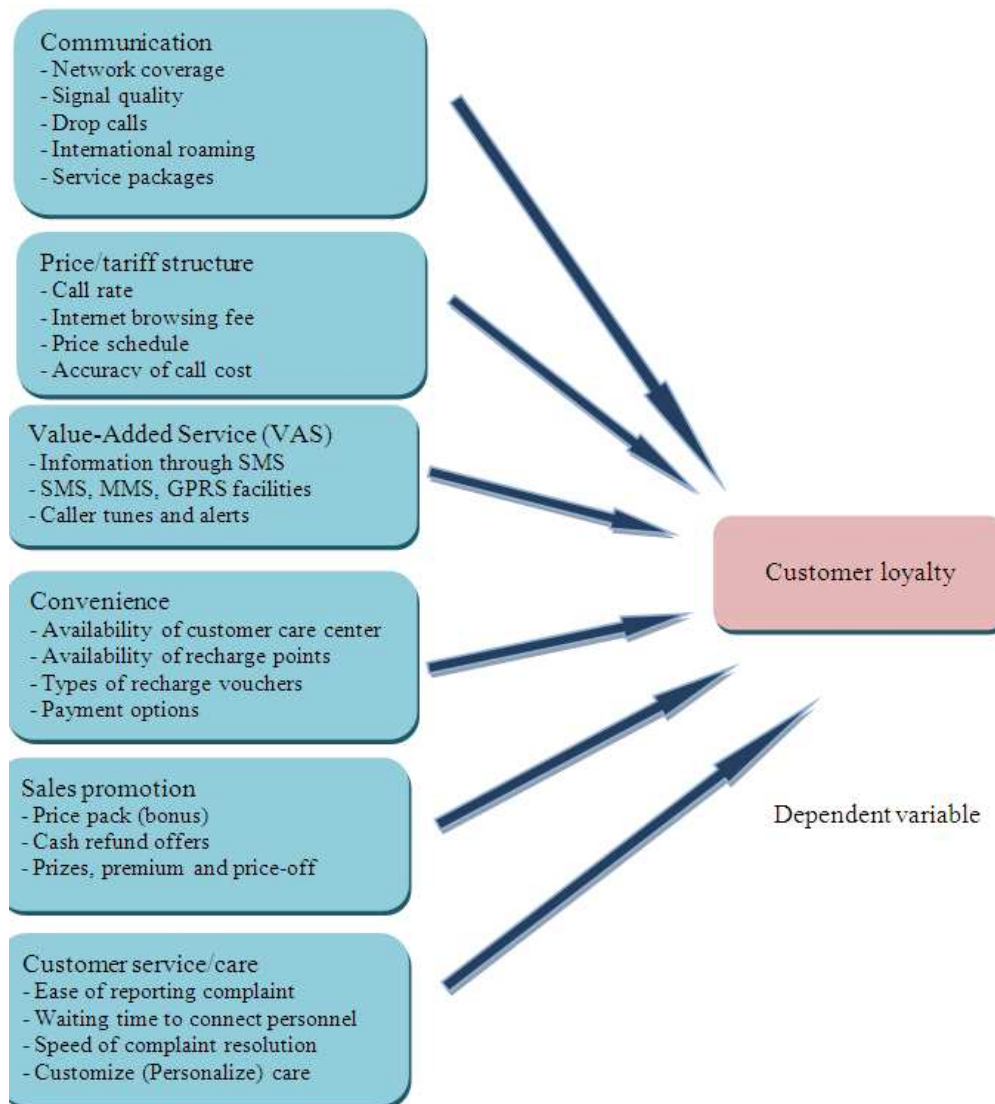 Communication
- Network coverage
- Signal quality
- Drop calls
- International roaming
- Service packages
Price/tariff structure
- Call rate
- Internet browsing fee
- Price schedule
- Accuracy of call cost
Value-Added Service (VAS)
- Information through SMS
- SMS, MMS, GPRS facilities
- Caller tunes and alerts
Convenience
- Availability of customer care center
- Availability of recharge points
- Types of recharge vouchers
- Payment options
Sales promotion
- Price pack (bonus)
- Cash refund offers
- Prizes, premium and price-off
Customer service/care
- Ease of reporting complaint
- Waiting time to connect personnel
- Speed of complaint resolution
- Customize (Personalize) care
Customer loyalty
Dependent variable